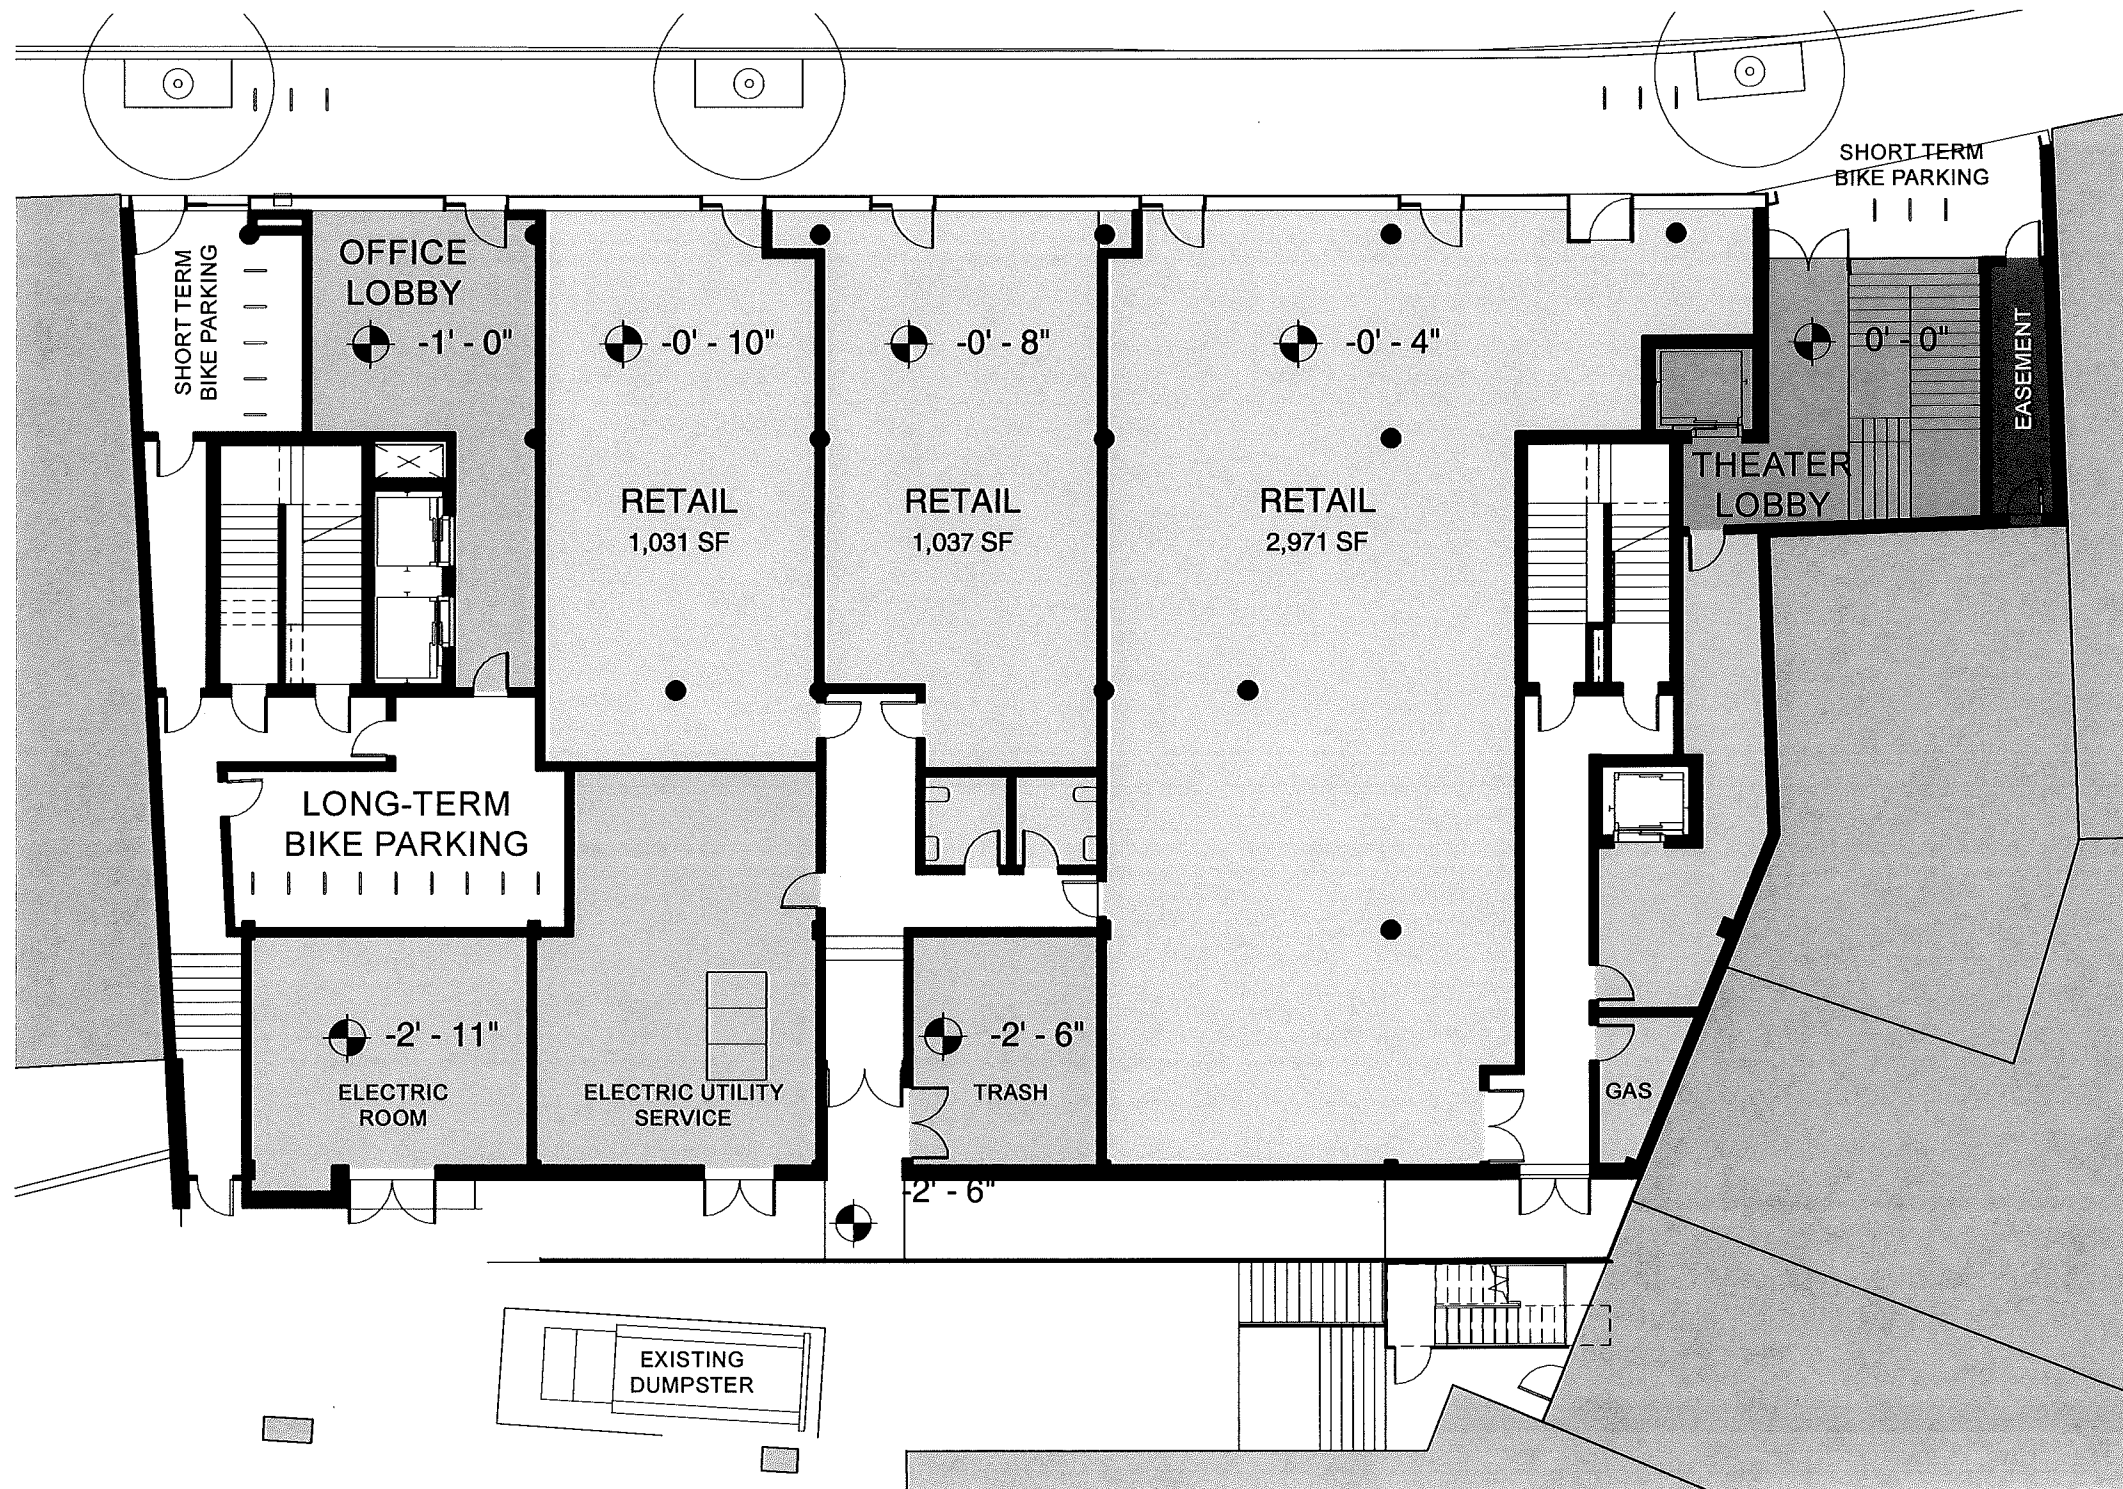 SHORT TERM
BIKE PARKING
SHORT TERM
BIKE PARKING
OFFICE
LOBBY
-1' - 0"
-0' - 10"
-0' - 8"
-0' - 4"
0' - 0"
EASEMENT
THEATER
LOBBY
RETAIL
1,031 SF
RETAIL
1,037 SF
RETAIL
2,971 SF
LONG-TERM
BIKE PARKING
-2' - 11"
ELECTRIC
ROOM
ELECTRIC UTILITY
SERVICE
-2' - 6"
TRASH
GAS
-2' - 6"
EXISTING
DUMPSTER